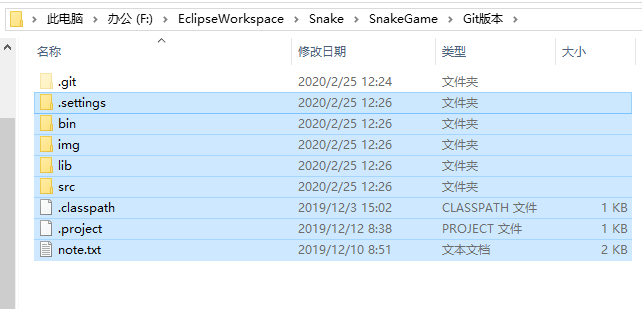 此电脑 > 办公 (F:) > EclipseWorkspace > Snake > SnakeGame > Git版本 >
名称 修改日期 类型 大小
.git 2020/2/25 12:24 文件夹
.settings 2020/2/25 12:26 文件夹
bin 2020/2/25 12:26 文件夹
img 2020/2/25 12:26 文件夹
lib 2020/2/25 12:26 文件夹
src 2020/2/25 12:26 文件夹
.classpath 2019/12/3 15:02 CLASSPATH 文件 1 KB
.project 2019/12/12 8:38 PROJECT 文件 1 KB
note.txt 2019/12/10 8:51 文本文档 2 KB